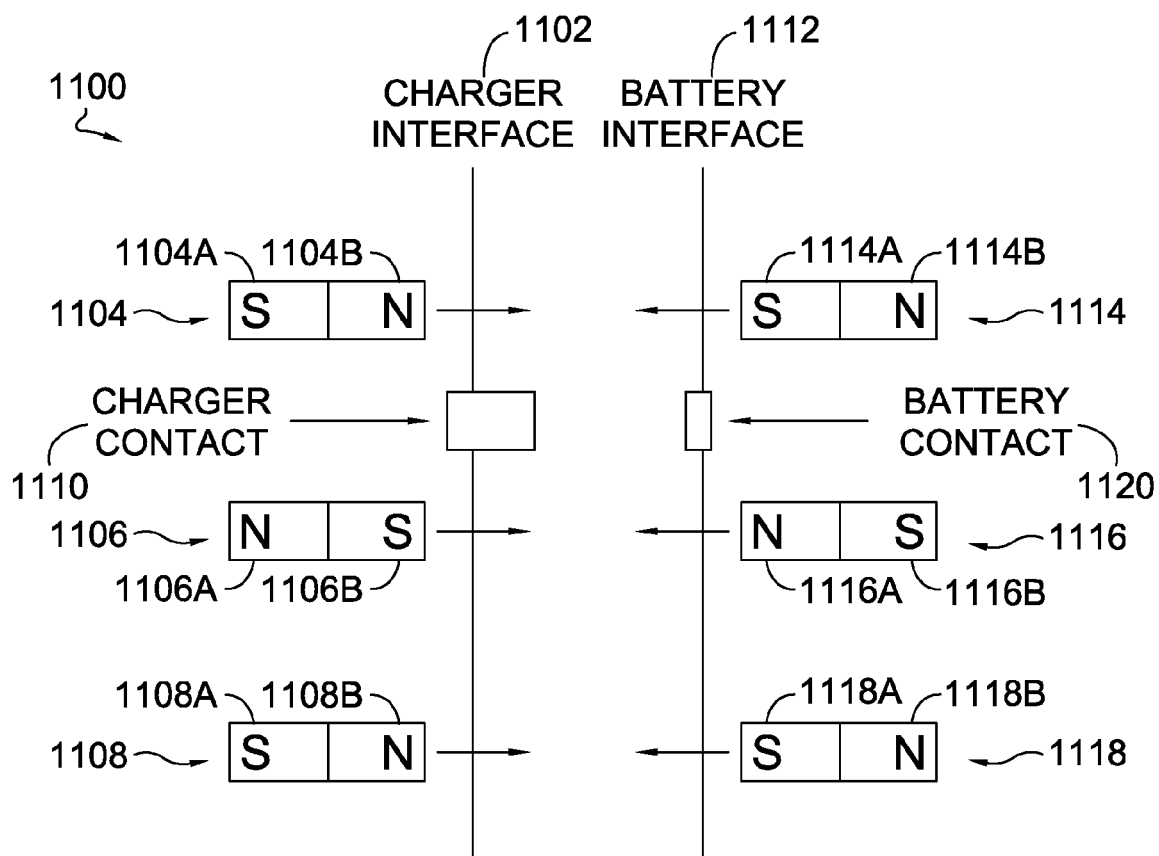 1102
1112
1100
CHARGER
INTERFACE
BATTERY
INTERFACE
1104A
1104B
1114A
1114B
1104
S
N
S
N
1114
CHARGER
CONTACT
BATTERY
CONTACT
1110
1120
1106
N
S
N
S
1116
1106A
1106B
1116A
1116B
1108A
1108B
1118A
1118B
1108
S
N
S
N
1118